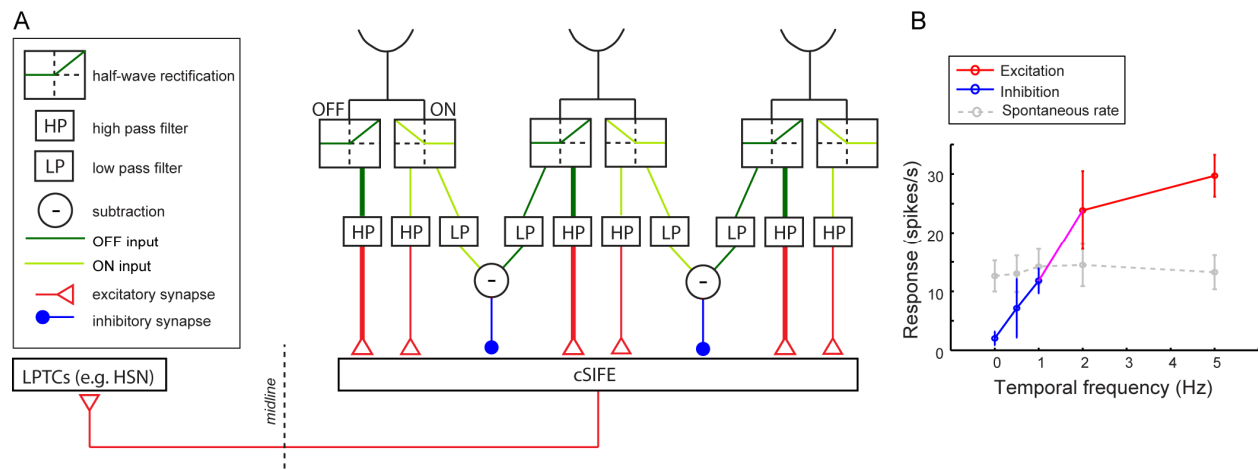 A
half-wave rectification
HP high pass filter
LP low pass filter
- subtraction
OFF input
ON input
excitatory synapse
inhibitory synapse
OFF ON
HP HP LP LP HP HP LP LP HP HP
- -
LPTCs (e.g. HSN)
midline
cSIFE
B
Excitation
Inhibition
Spontaneous rate
Response (spikes/s)
30
20
10
0
0 1 2 3 4 5
Temporal frequency (Hz)